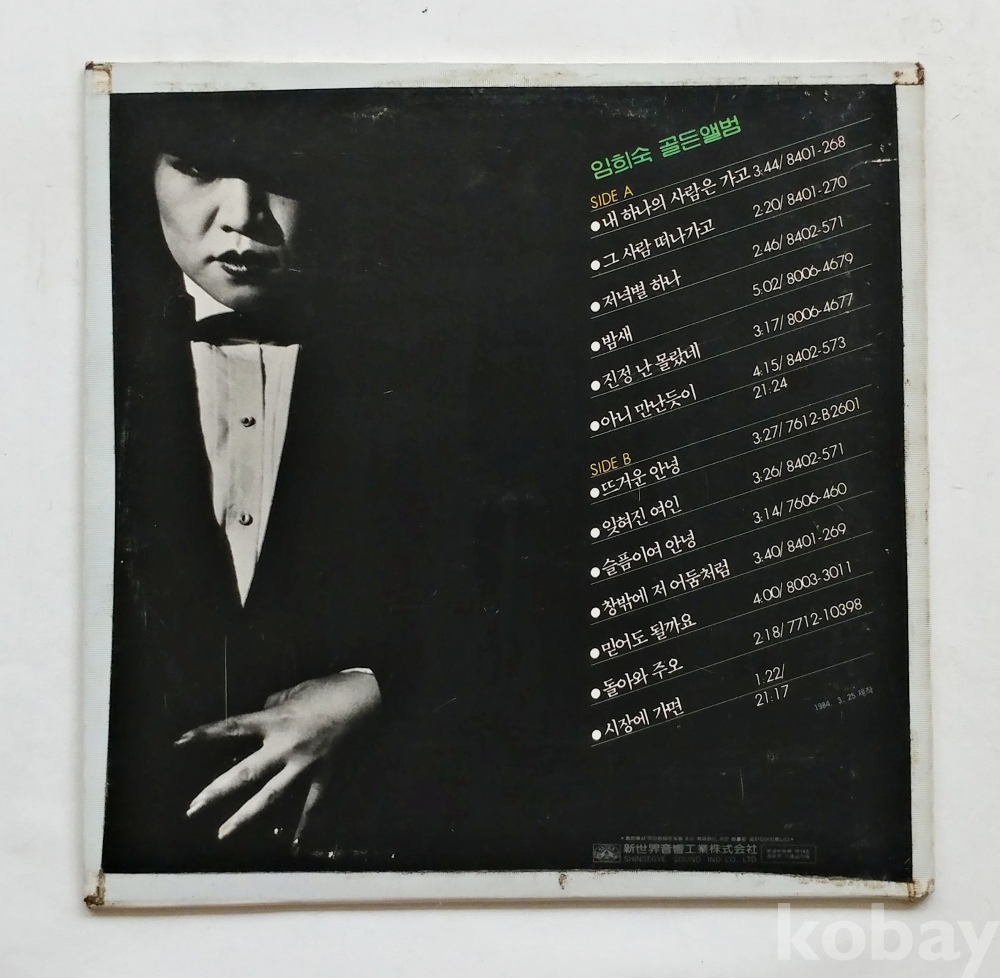 임희숙 골든앨범
SIDE A
●내 하나의 사람은 가고 3:44/ 8401-268
●그 사람 떠나가고 2:20/ 8401-270
●저녁별 하나 2:46/ 8402-571
●밤새 5:02/ 8006-4679
●진정 난 몰랐네 3:17/ 8006-4677
●아니 만난듯이 4:15/ 8402-573
21:24
SIDE B
●뜨거운 안녕 3:27/ 7612-B2601
●잊혀진 여인 3:26/ 8402-571
●슬픔이여 안녕 3:14/ 7606-460
●창밖에 저 어둠처럼 3:40/ 8401-269
●믿어도 될까요 4:00/ 8003-3011
●돌아와 주오 2:18/ 7712-10398
●시장에 가면 1:22/
21:17
1984. 3. 25 제작
新世界音響工業株式会社
SHINSEGYE SOUND IND CO. LTD
kobay